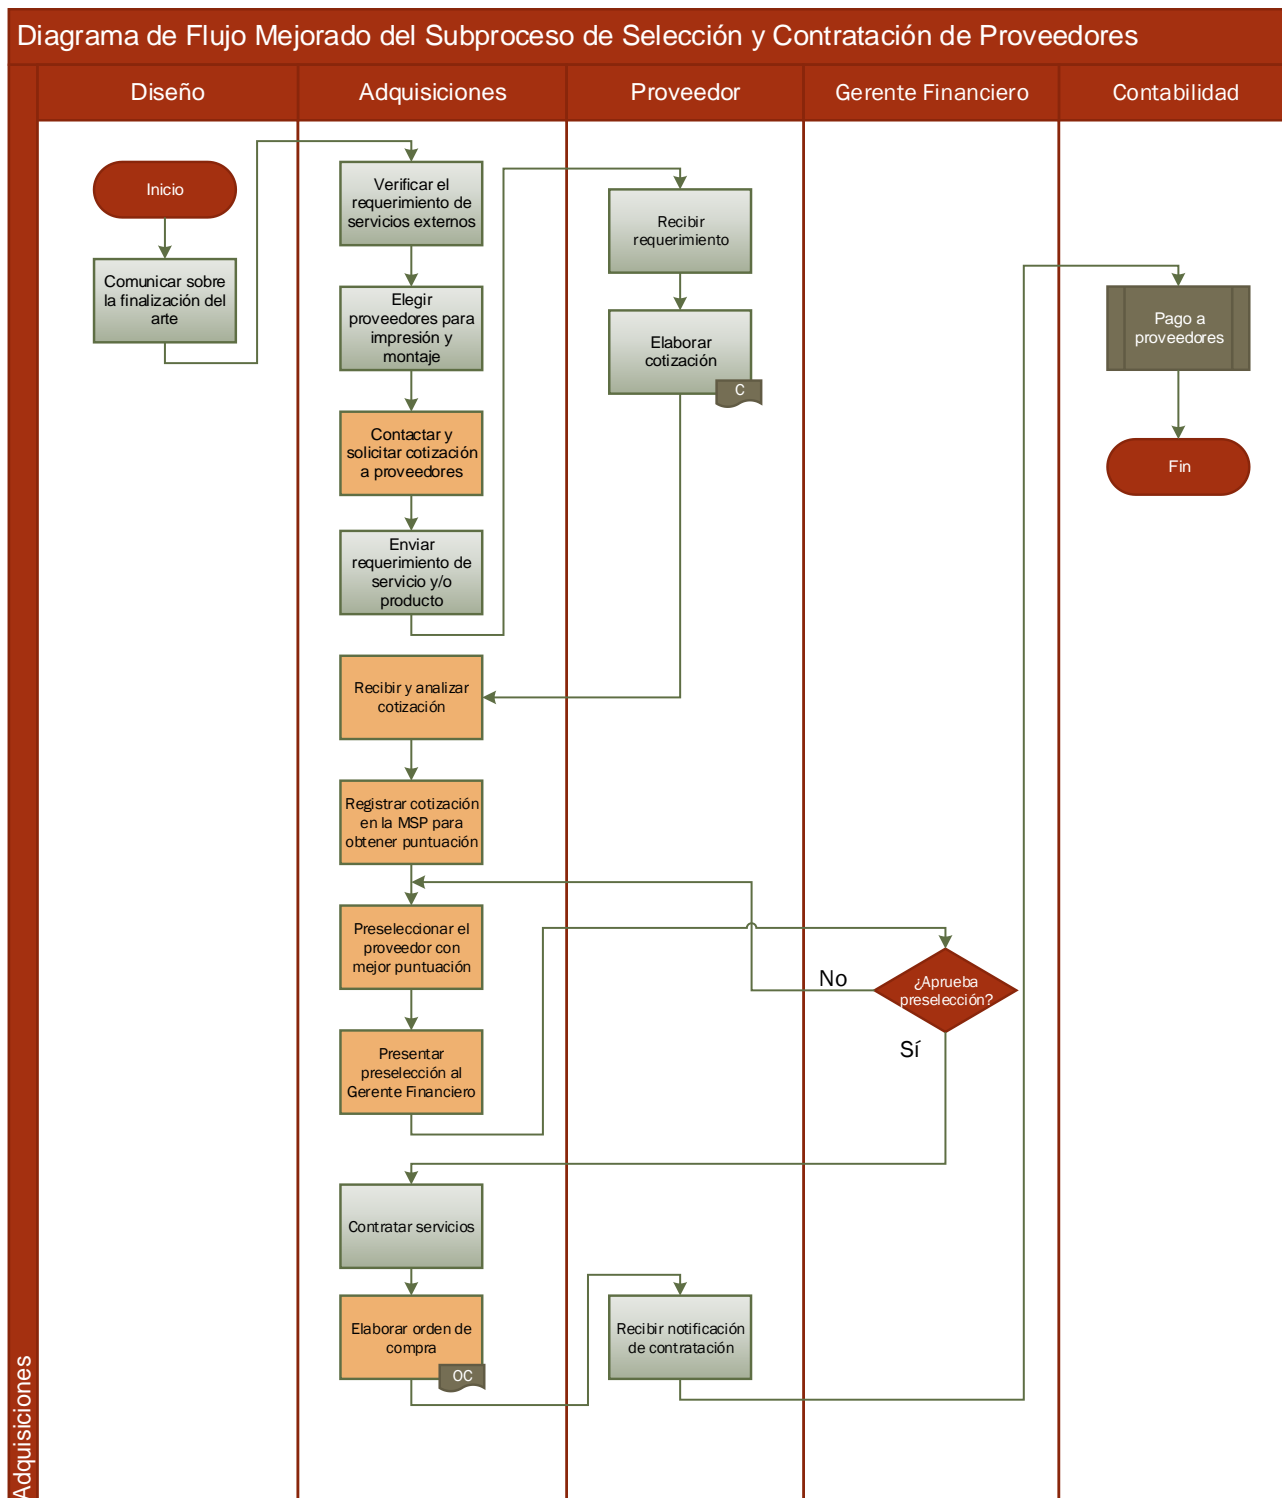 Diagrama de Flujo Mejorado del Subproceso de Selección y Contratación de Proveedores
Diseño
Adquisiciones
Proveedor
Gerente Financiero
Contabilidad
Inicio
Comunicar sobre
la finalización del
arte
Verificar el
requerimiento de
servicios externos
Elegir
proveedores para
impresión y
montaje
Contactar y
solicitar cotización
a proveedores
Enviar
requerimiento de
servicio y/o
producto
Recibir
requerimiento
Elaborar
cotización
C
Recibir y analizar
cotización
Registrar cotización
en la MSP para
obtener puntuación
Preseleccionar el
proveedor con
mejor puntuación
Presentar
preselección al
Gerente Financiero
¿Aprueba
preselección?
No
Sí
Contratar servicios
Elaborar orden de
compra
OC
Recibir notificación
de contratación
Pago a
proveedores
Fin
Adquisiciones